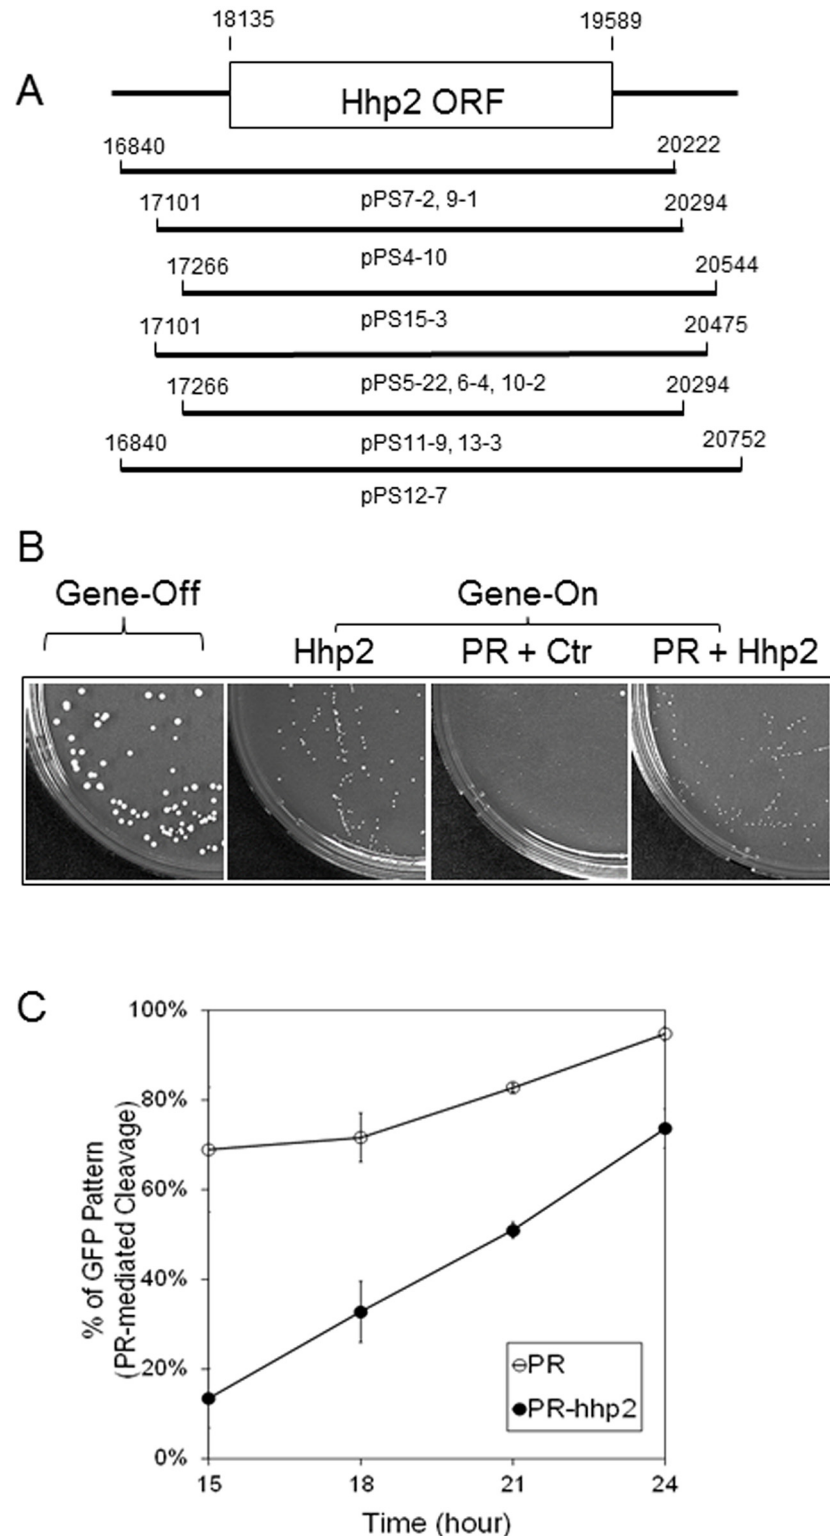 18135 19589
A
Hhp2 ORF
16840 20222
pPS7-2, 9-1
17101 20294
pPS4-10
17266 20544
pPS15-3
17101 20475
pPS5-22, 6-4, 10-2
17266 20294
pPS11-9, 13-3
16840 20752
pPS12-7
B
Gene-Off Gene-On
Hhp2 PR + Ctr PR + Hhp2
C
% of GFP Pattern
(PR-mediated Cleavage)
100%
80%
60%
40%
20%
0%
PR
PR-hhp2
15 18 21 24
Time (hour)